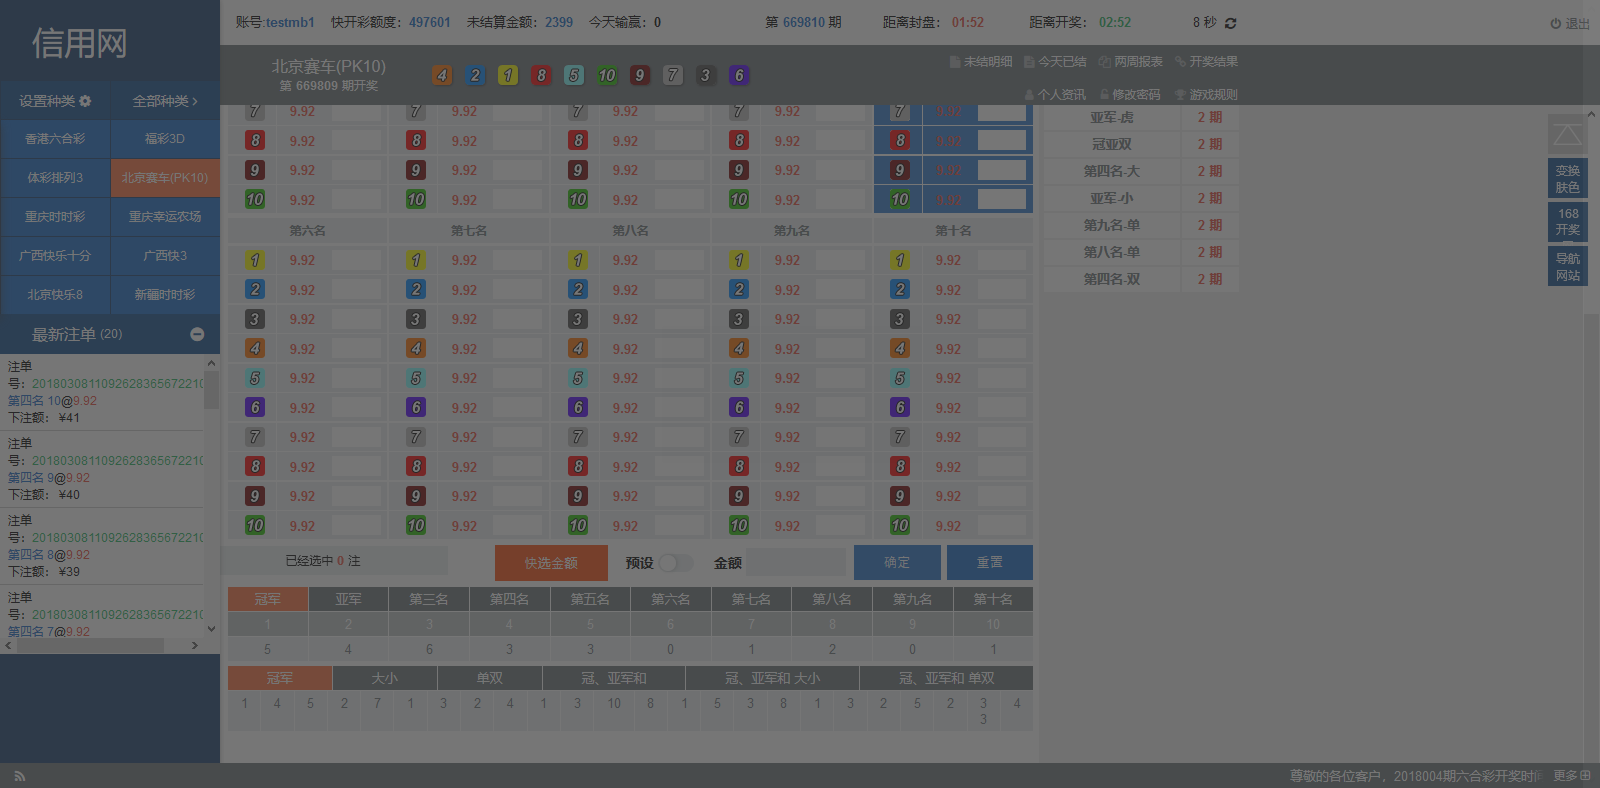 信用网
账号:testmb1 快开彩额度：497601 未结算金额：2399 今天输赢：0 第 669810 期 距离封盘：01:52 距离开奖：02:52 8 秒 退出
北京赛车(PK10)
第 669809 期开奖
4 2 1 8 5 10 9 7 3 6
未结明细 今天已结 两周报表 开奖结果
个人资讯 修改密码 游戏规则
设置种类 全部种类
香港六合彩 福彩3D
体彩排列3 北京赛车(PK10)
重庆时时彩 重庆幸运农场
广西快乐十分 广西快3
北京快乐8 新疆时时彩
最新注单 (20)
注单
号：2018030811092628365672210
第四名 10@9.92
下注额： ¥41
注单
号：2018030811092628365672210
第四名 9@9.92
下注额： ¥40
注单
号：2018030811092628365672210
第四名 8@9.92
下注额： ¥39
注单
号：2018030811092628365672210
第四名 7@9.92
7 9.92 7 9.92 7 9.92 7 9.92 7 9.92
8 9.92 8 9.92 8 9.92 8 9.92 8 9.92
9 9.92 9 9.92 9 9.92 9 9.92 9 9.92
10 9.92 10 9.92 10 9.92 10 9.92 10 9.92
第六名 第七名 第八名 第九名 第十名
1 9.92 1 9.92 1 9.92 1 9.92 1 9.92
2 9.92 2 9.92 2 9.92 2 9.92 2 9.92
3 9.92 3 9.92 3 9.92 3 9.92 3 9.92
4 9.92 4 9.92 4 9.92 4 9.92 4 9.92
5 9.92 5 9.92 5 9.92 5 9.92 5 9.92
6 9.92 6 9.92 6 9.92 6 9.92 6 9.92
7 9.92 7 9.92 7 9.92 7 9.92 7 9.92
8 9.92 8 9.92 8 9.92 8 9.92 8 9.92
9 9.92 9 9.92 9 9.92 9 9.92 9 9.92
10 9.92 10 9.92 10 9.92 10 9.92 10 9.92
已经选中 0 注 快选金额 预设 金额 确定 重置
冠军 亚军 第三名 第四名 第五名 第六名 第七名 第八名 第九名 第十名
1 2 3 4 5 6 7 8 9 10
5 4 6 3 3 0 1 2 0 1
冠军 大小 单双 冠、亚军和 冠、亚军和 大小 冠、亚军和 单双
1 4 5 2 7 1 3 2 4 1 3 10 8 1 5 3 8 1 3 2 5 2 3 4
3
亚军-虎 2 期
冠亚双 2 期
第四名-大 2 期
亚军-小 2 期
第九名-单 2 期
第八名-单 2 期
第四名-双 2 期
变换
肤色
168
开奖
导航
网站
尊敬的各位客户，2018004期六合彩开奖时 更多